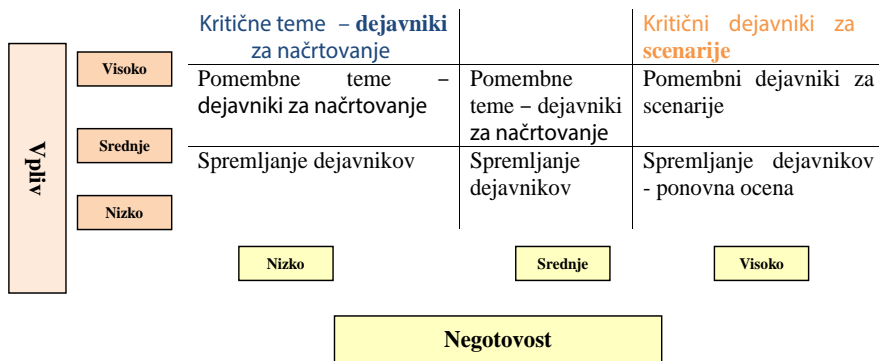 Kritične teme – dejavniki
za načrtovanje
Kritični dejavniki za
scenarije
Visoko
Pomembne teme –
dejavniki za načrtovanje
Pomembne
teme – dejavniki
za načrtovanje
Pomembni dejavniki za
scenarije
Vpliv
Srednje
Spremljanje dejavnikov
Spremljanje
dejavnikov
Spremljanje dejavnikov
- ponovna ocena
Nizko
Nizko
Srednje
Visoko
Negotovost